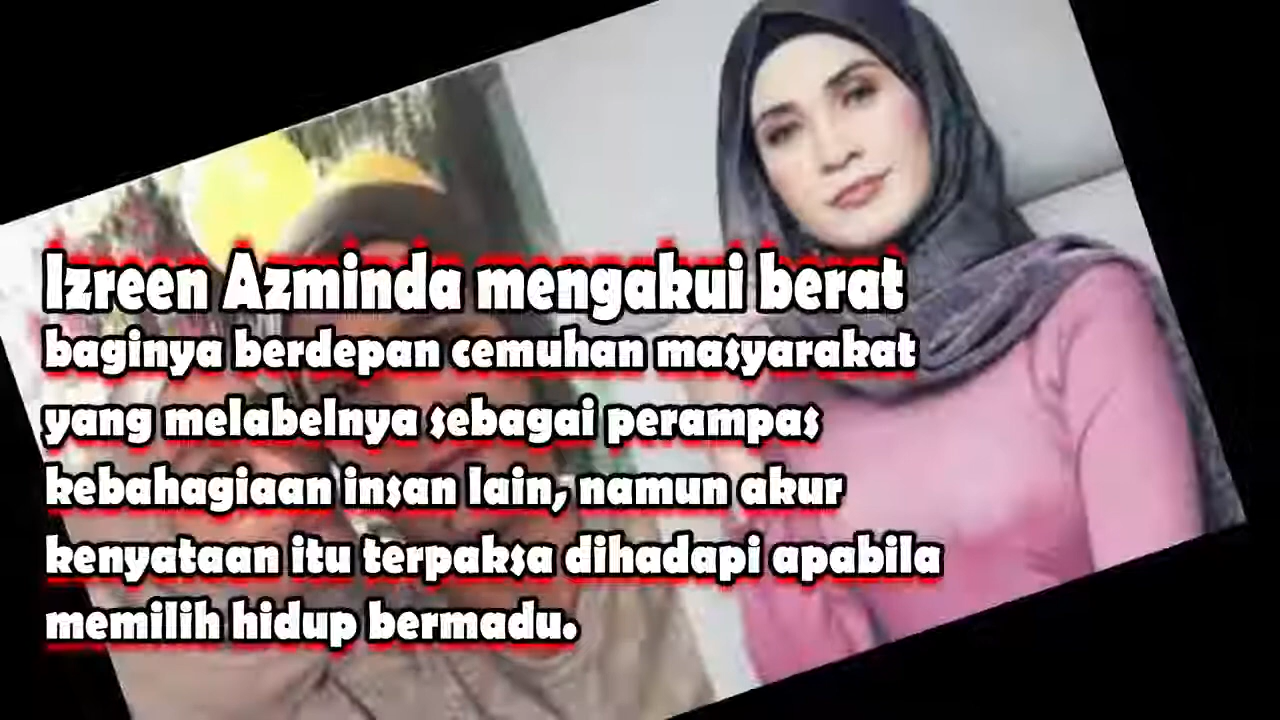 Izreen Azminda mengakui berat
baginya berdepan cemuhan masyarakat
yang melabelnya sebagai perampas
kebahagiaan insan lain, namun akur
kenyataan itu terpaksa dihadapi apabila
memilih hidup bermadu.